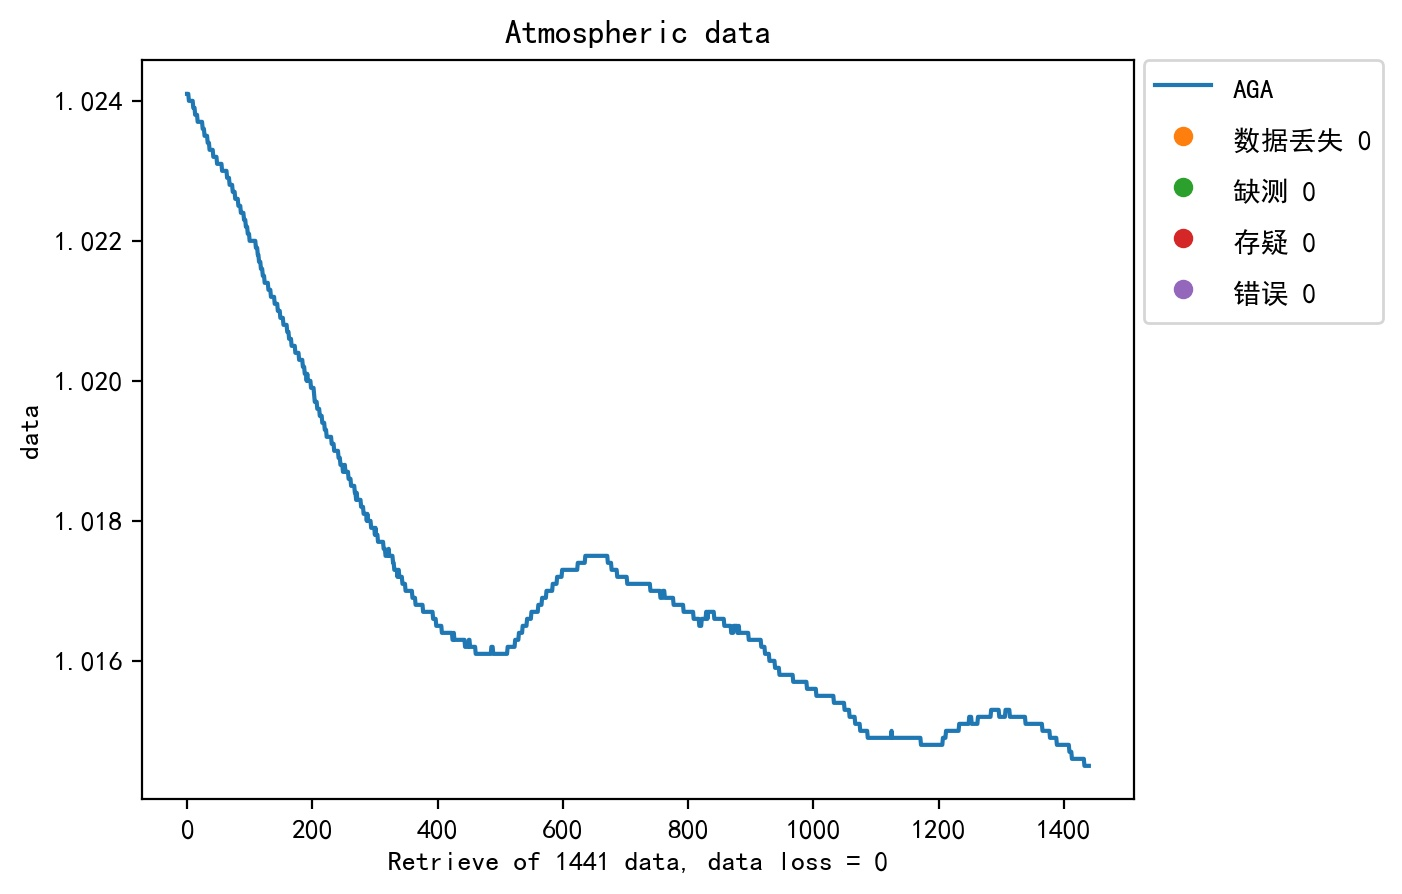 Atmospheric data
1.024
1.022
1.020
1.018
1.016
data
0 200 400 600 800 1000 1200 1400
Retrieve of 1441 data, data loss = 0
AGA
数据丢失 0
缺测 0
存疑 0
错误 0